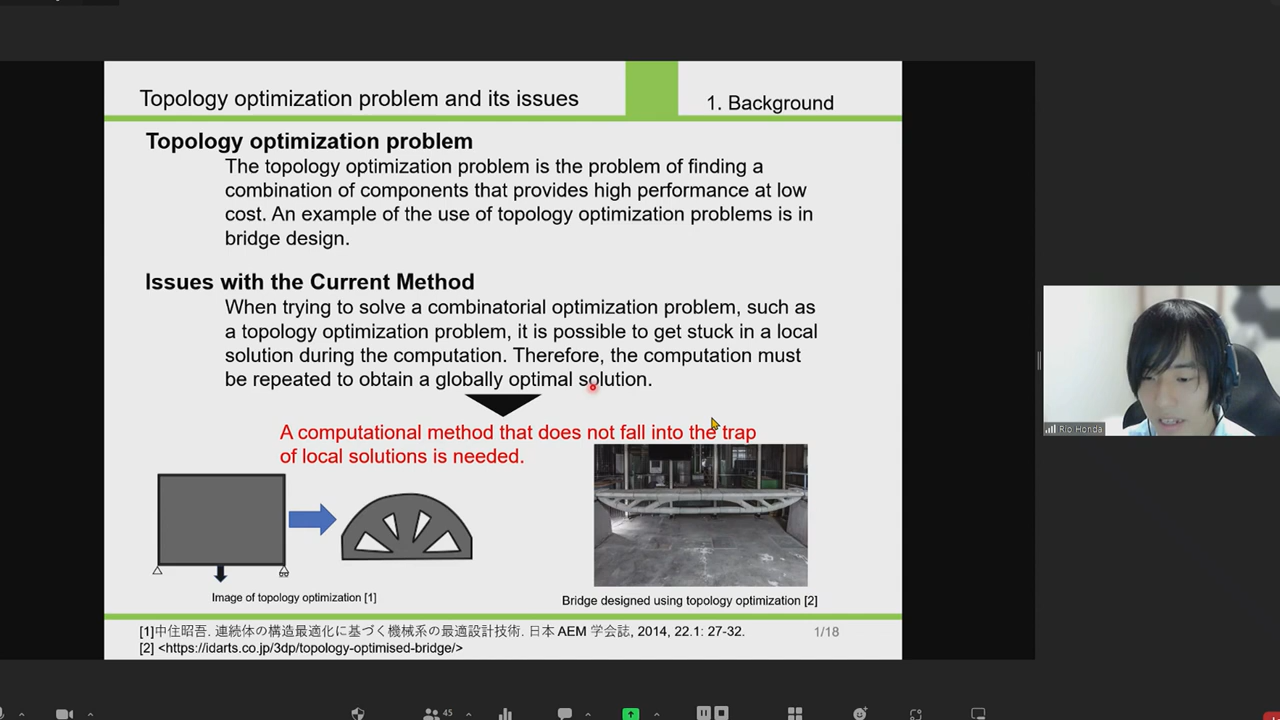 Topology optimization problem and its issues
1. Background
Topology optimization problem
The topology optimization problem is the problem of finding a
combination of components that provides high performance at low
cost. An example of the use of topology optimization problems is in
bridge design.
Issues with the Current Method
When trying to solve a combinatorial optimization problem, such as
a topology optimization problem, it is possible to get stuck in a local
solution during the computation. Therefore, the computation must
be repeated to obtain a globally optimal solution.
A computational method that does not fall into the trap
of local solutions is needed.
Image of topology optimization [1]
Bridge designed using topology optimization [2]
[1]中住昭吾. 連続体の構造最適化に基づく機械系の最適設計技術. 日本 AEM 学会誌, 2014, 22.1: 27-32.
1/18
[2] <https://idarts.co.jp/3dp/topology-optimised-bridge/>
Rio Honda
45